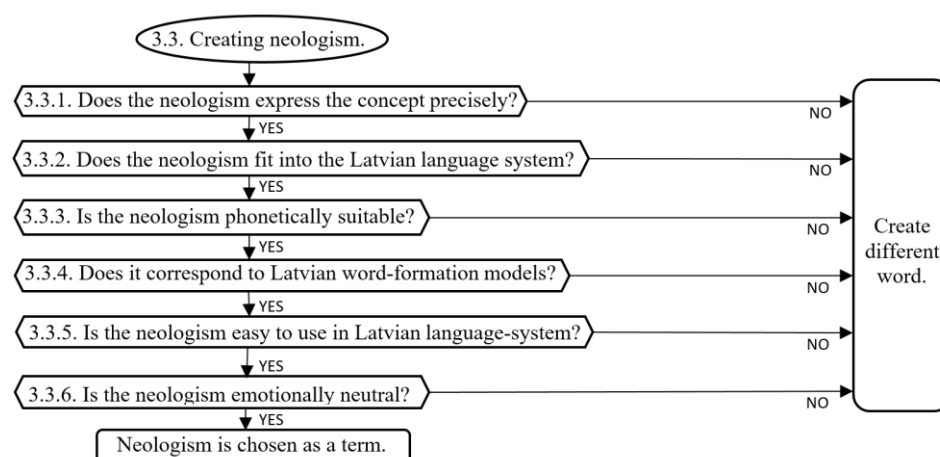 3.3. Creating neologism.
3.3.1. Does the neologism express the concept precisely?
NO
YES
3.3.2. Does the neologism fit into the Latvian language system?
NO
YES
3.3.3. Is the neologism phonetically suitable?
NO
YES
3.3.4. Does it correspond to Latvian word-formation models?
NO
YES
3.3.5. Is the neologism easy to use in Latvian language-system?
NO
YES
3.3.6. Is the neologism emotionally neutral?
NO
YES
Neologism is chosen as a term.
Create
different
word.